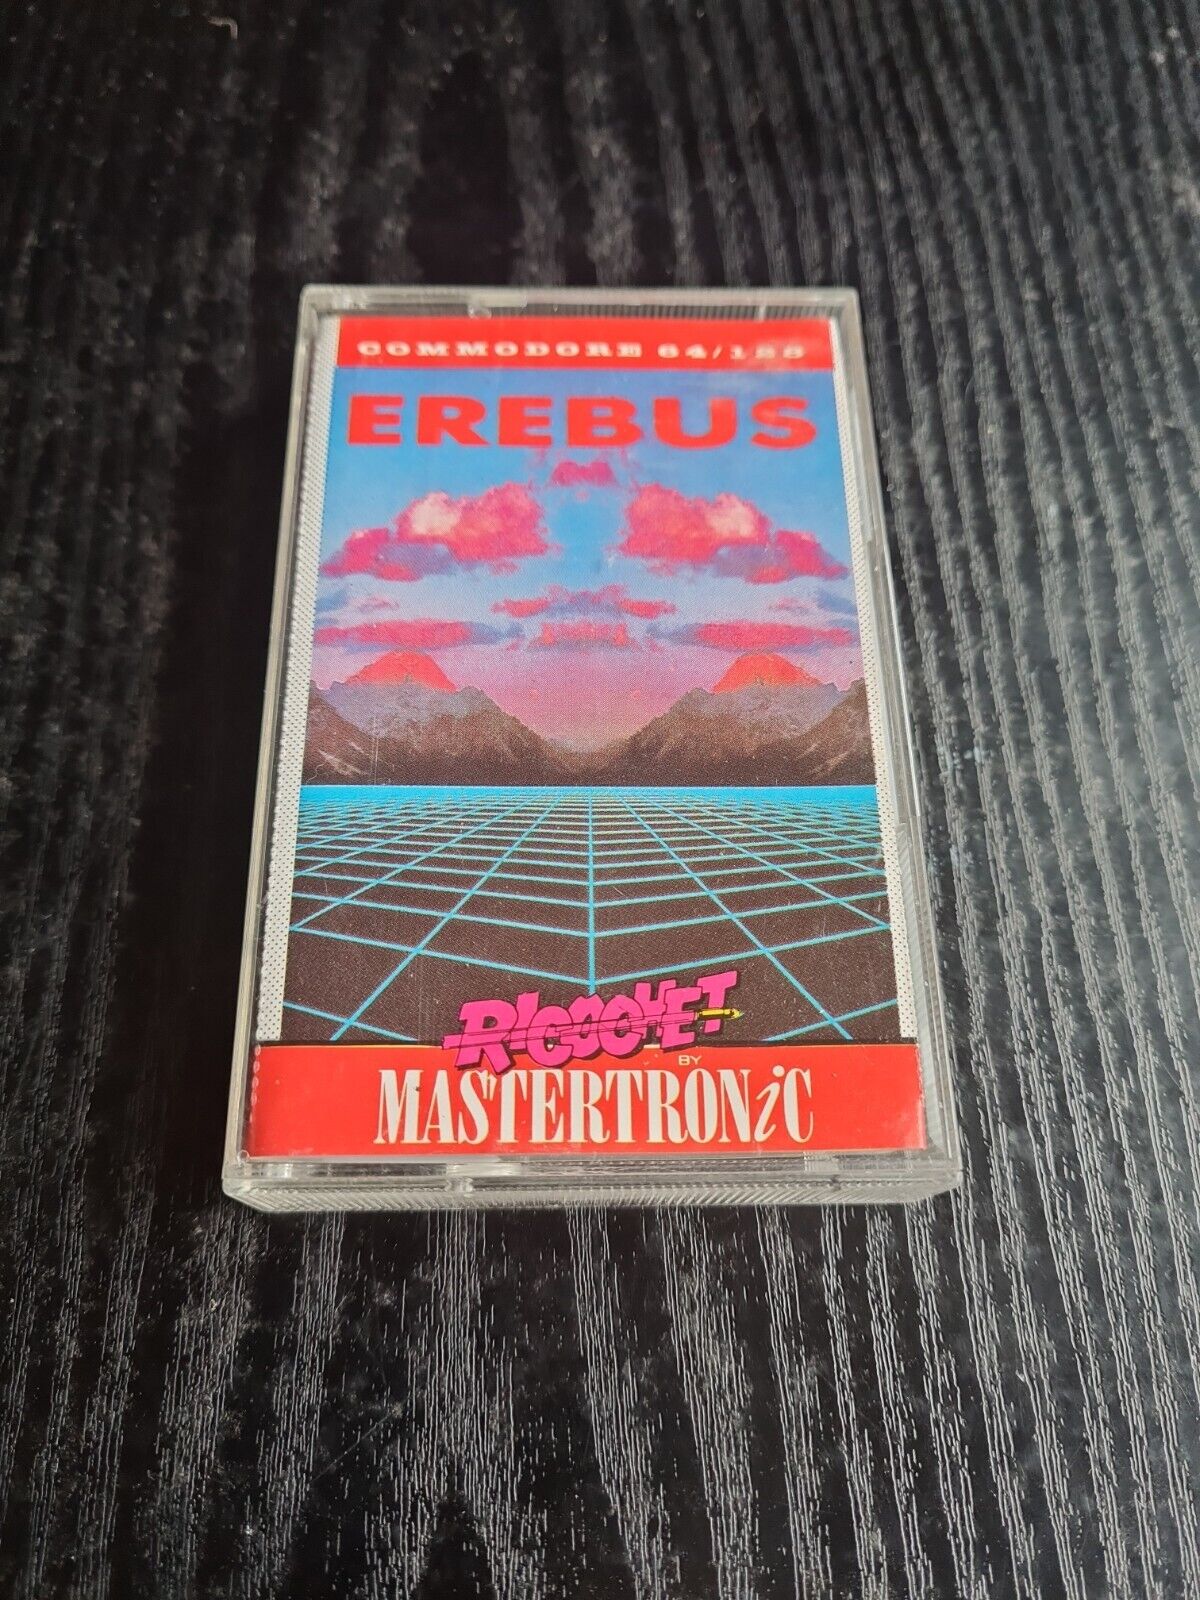 COMMODORE 64/128
EREBUS
RICOCHET
BY
MASTERTRONiC